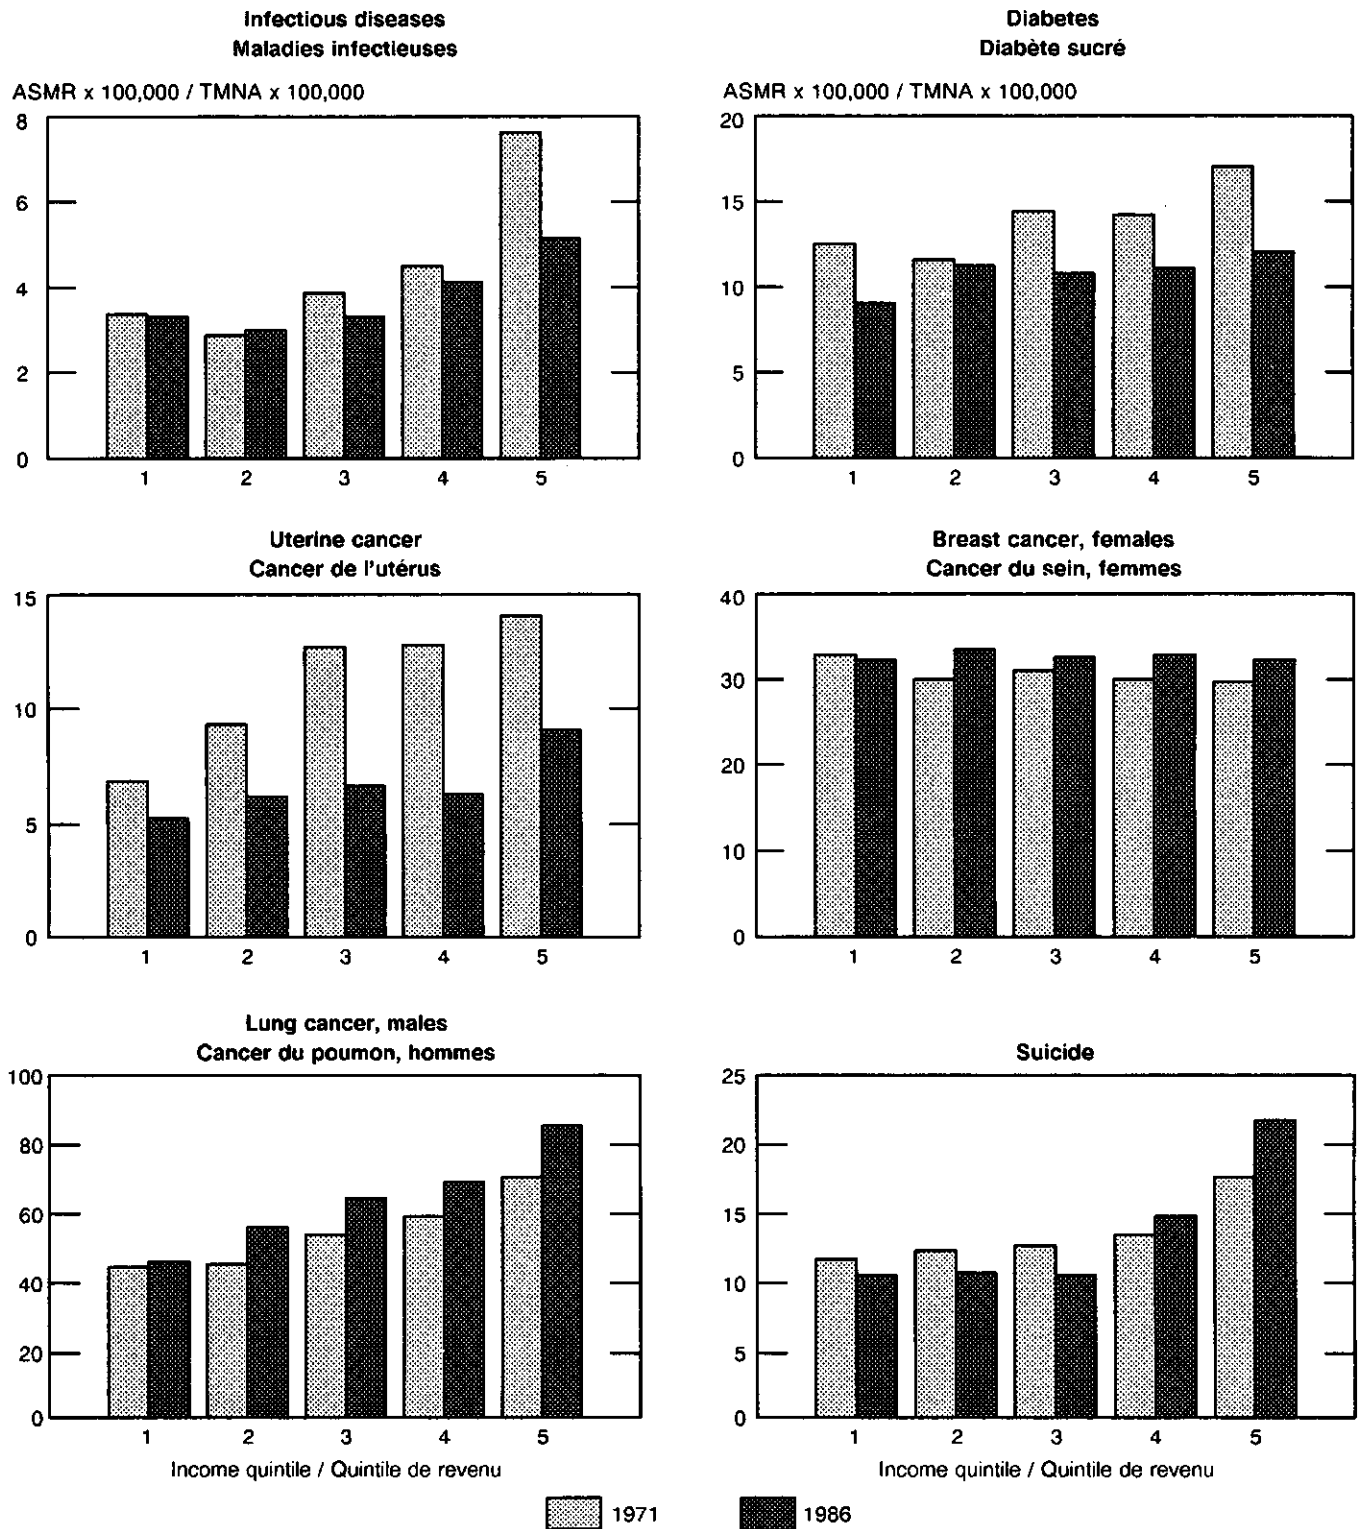 Infectious diseases
Maladies infectieuses
ASMR x 100,000 / TMNA x 100,000
8
6
4
2
0
1 2 3 4 5
Diabetes
Diabète sucré
ASMR x 100,000 / TMNA x 100,000
20
15
10
5
0
1 2 3 4 5
Uterine cancer
Cancer de l'utérus
15
10
5
0
1 2 3 4 5
Breast cancer, females
Cancer du sein, femmes
40
30
20
10
0
1 2 3 4 5
Lung cancer, males
Cancer du poumon, hommes
100
80
60
40
20
0
1 2 3 4 5
Income quintile / Quintile de revenu
Suicide
25
20
15
10
5
0
1 2 3 4 5
Income quintile / Quintile de revenu
1971 1986